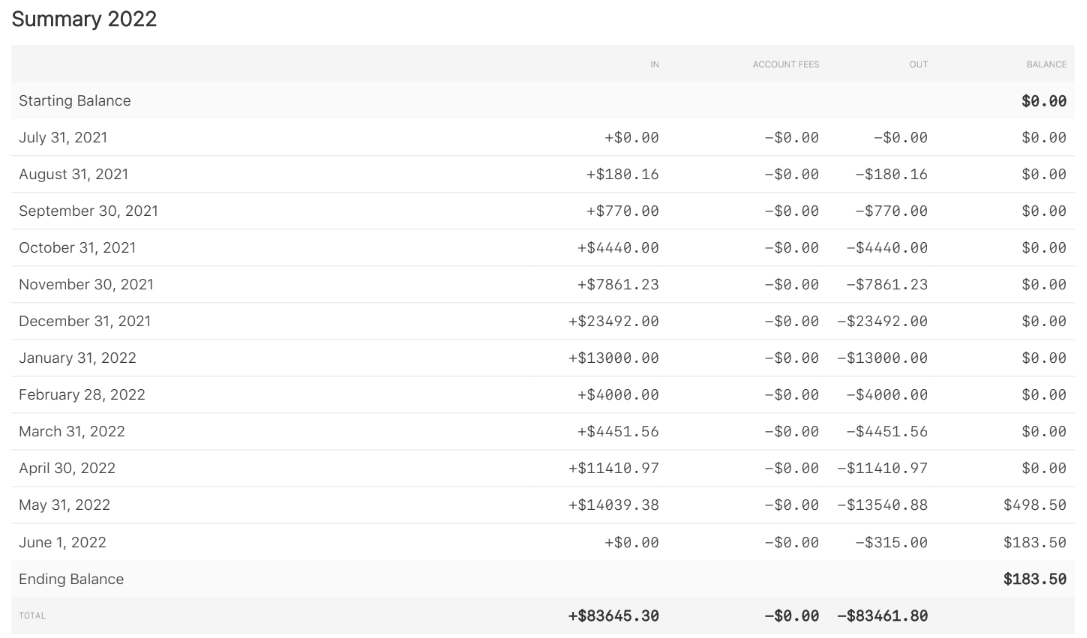 Summary 2022
IN ACCOUNT FEES OUT BALANCE
Starting Balance $0.00
July 31, 2021 +$0.00 −$0.00 −$0.00 $0.00
August 31, 2021 +$180.16 −$0.00 −$180.16 $0.00
September 30, 2021 +$770.00 −$0.00 −$770.00 $0.00
October 31, 2021 +$4440.00 −$0.00 −$4440.00 $0.00
November 30, 2021 +$7861.23 −$0.00 −$7861.23 $0.00
December 31, 2021 +$23492.00 −$0.00 −$23492.00 $0.00
January 31, 2022 +$13000.00 −$0.00 −$13000.00 $0.00
February 28, 2022 +$4000.00 −$0.00 −$4000.00 $0.00
March 31, 2022 +$4451.56 −$0.00 −$4451.56 $0.00
April 30, 2022 +$11410.97 −$0.00 −$11410.97 $0.00
May 31, 2022 +$14039.38 −$0.00 −$13540.88 $498.50
June 1, 2022 +$0.00 −$0.00 −$315.00 $183.50
Ending Balance $183.50
TOTAL +$83645.30 −$0.00 −$83461.80